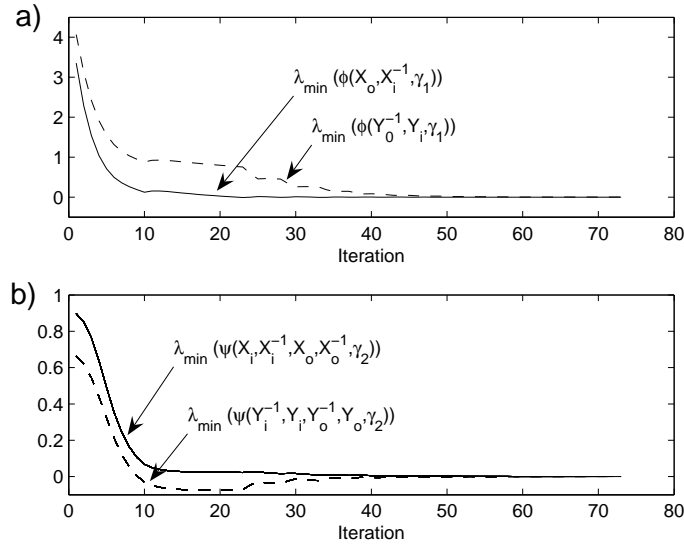 a)
4
3
2
1
0
λmin (ϕ(Xo,Xi^−1,γ1))
λmin (ϕ(Y0^−1,Yi,γ1))
0 10 20 30 40 50 60 70 80
Iteration
b)
1
0.8
0.6
0.4
0.2
0
λmin (ψ(Xi,Xi^−1,Xo,Xo^−1,γ2))
λmin (ψ(Yi^−1,Yi,Yo^−1,Yo,γ2))
0 10 20 30 40 50 60 70 80
Iteration